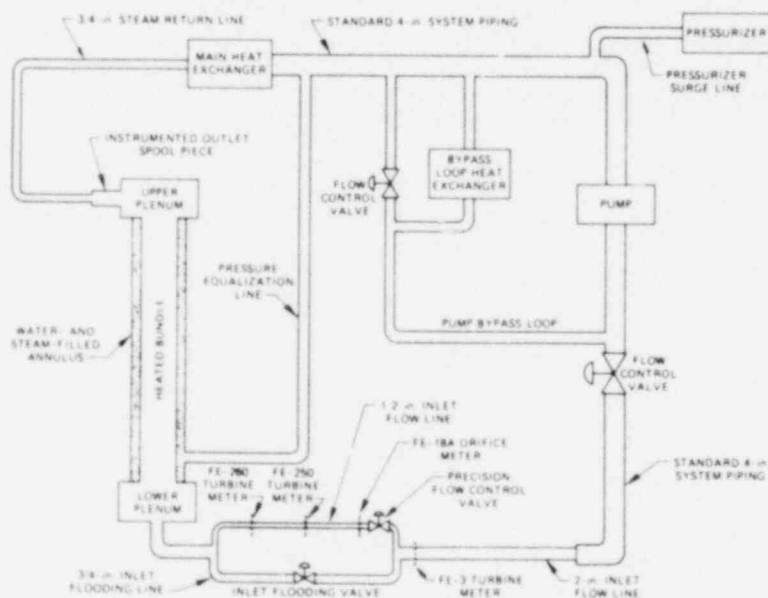 3/4-in STEAM RETURN LINE
STANDARD 4-in SYSTEM PIPING
PRESSURIZER
MAIN HEAT
EXCHANGER
PRESSURIZER
SURGE LINE
INSTRUMENTED OUTLET
SPOOL PIECE
BYPASS
LOOP HEAT
EXCHANGER
UPPER
PLENUM
FLOW
CONTROL
VALVE
PUMP
PRESSURE
EQUALIZATION
LINE
WATER- AND
STEAM-FILLED
ANNULUS
HEATED BUNDLE
PUMP BYPASS LOOP
FLOW
CONTROL
VALVE
1/2-in. INLET
FLOW LINE
FE-18A ORIFICE
METER
FE-260
TURBINE
METER
FE-250
TURBINE
METER
PRECISION
FLOW CONTROL
VALVE
STANDARD 4-in
SYSTEM PIPING
LOWER
PLENUM
3/4-in INLET
FLOODING LINE
INLET FLOODING VALVE
FE-3 TURBINE
METER
2-in INLET
FLOW LINE